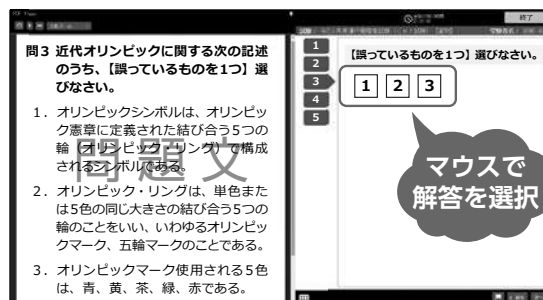 終了
問3 近代オリンピックに関する次の記述
のうち、【誤っているものを1つ】選
びなさい。
1. オリンピックシンボルは、オリンピッ
ク憲章に定義された結び合う5つの
輪（オリンピック・リング）で構成
されるシンボルである。
2. オリンピック・リングは、単色また
は5色の同じ大きさの結び合う5つの
輪のことをいい、いわゆるオリンピッ
クマーク、五輪マークのことである。
3. オリンピックマーク使用される5色
は、青、黄、茶、緑、赤である。
問題文
1
2
3
4
5
【誤っているものを1つ】選びなさい。
1 2 3
マウスで
解答を選択